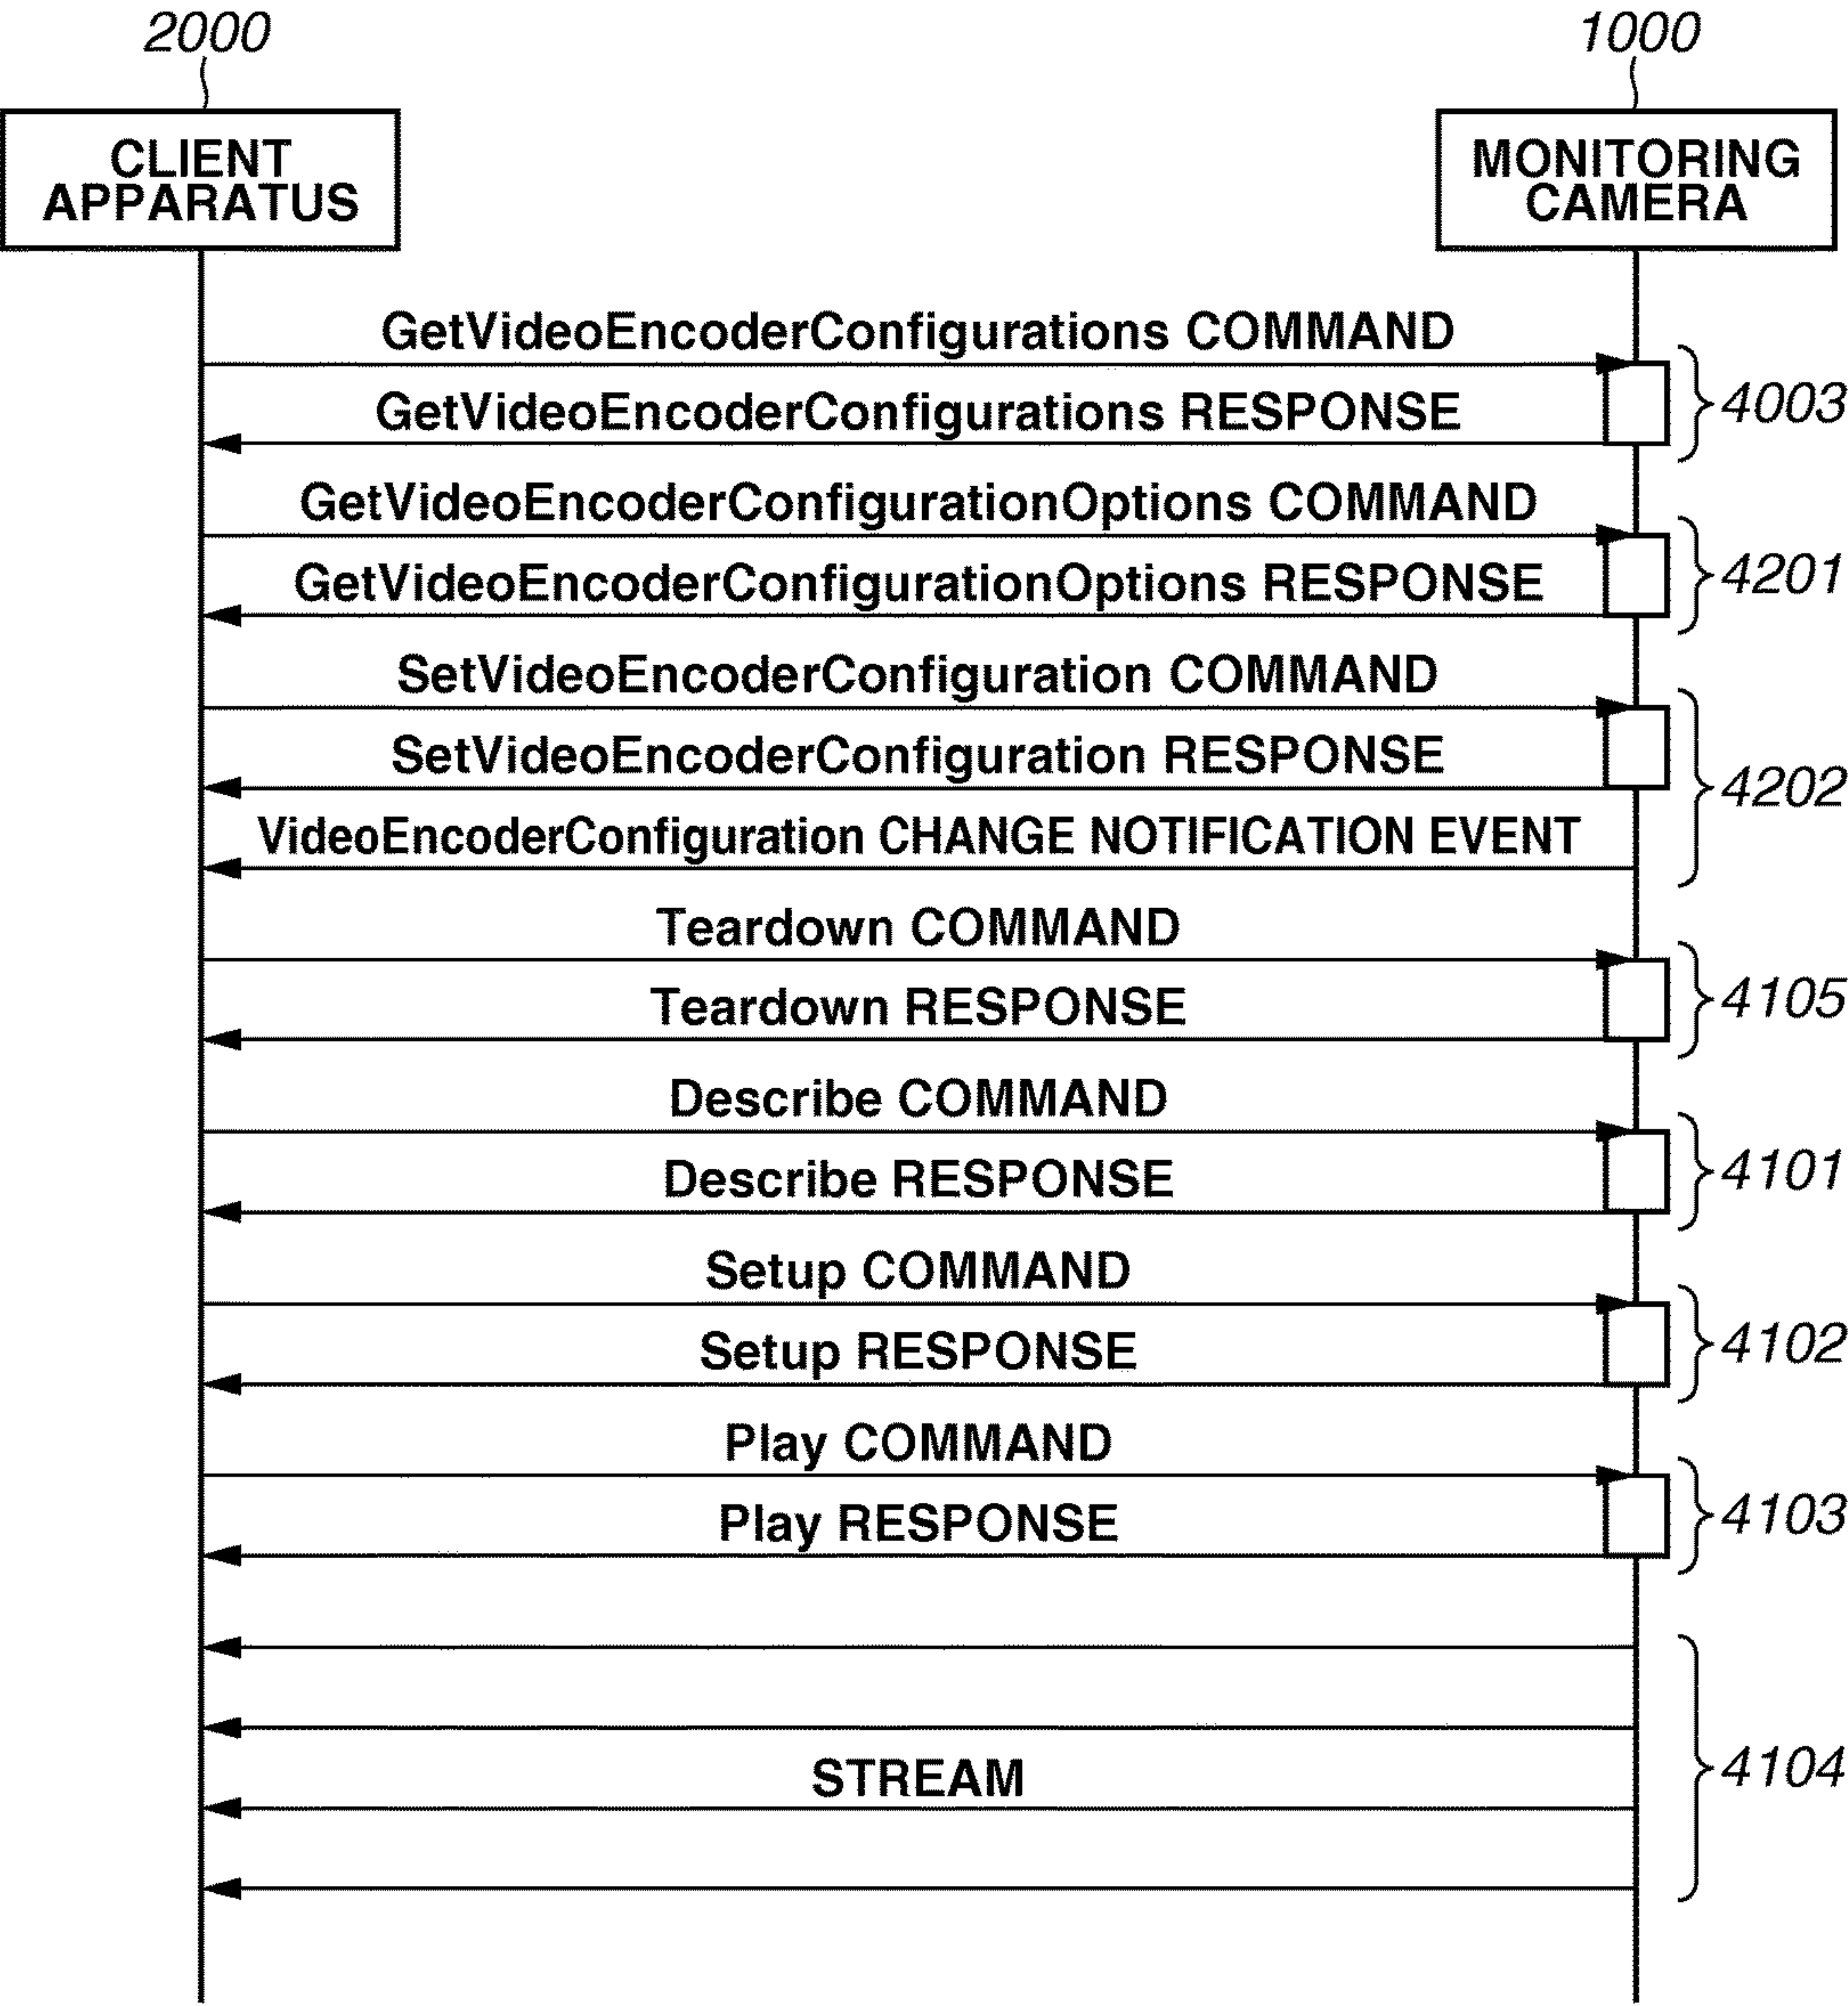 2000
1000
CLIENT
APPARATUS
MONITORING
CAMERA
GetVideoEncoderConfigurations COMMAND
GetVideoEncoderConfigurations RESPONSE
4003
GetVideoEncoderConfigurationOptions COMMAND
GetVideoEncoderConfigurationOptions RESPONSE
4201
SetVideoEncoderConfiguration COMMAND
SetVideoEncoderConfiguration RESPONSE
4202
VideoEncoderConfiguration CHANGE NOTIFICATION EVENT
Teardown COMMAND
Teardown RESPONSE
4105
Describe COMMAND
Describe RESPONSE
4101
Setup COMMAND
Setup RESPONSE
4102
Play COMMAND
Play RESPONSE
4103
STREAM
4104